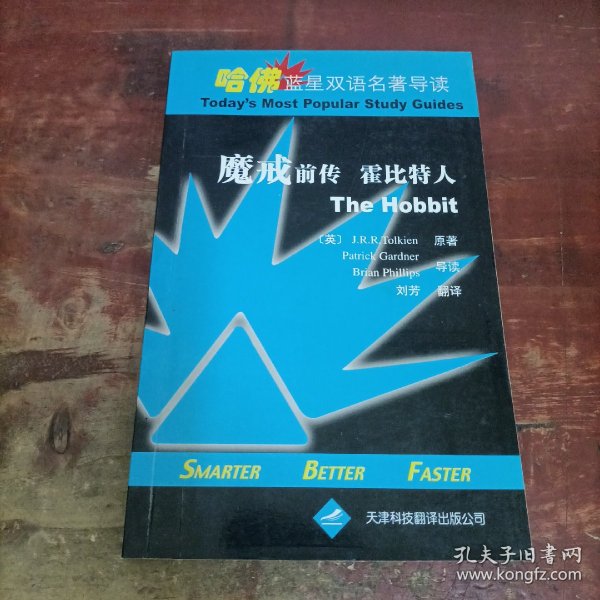 哈佛蓝星双语名著导读
Today's Most Popular Study Guides
魔戒前传 霍比特人
The Hobbit
〔英〕 J.R.R.Tolkien 原著
Patrick Gardner
Brian Phillips 导读
刘芳 翻译
SMARTER BETTER FASTER
天津科技翻译出版公司
孔夫子旧书网
www.kongfz.com